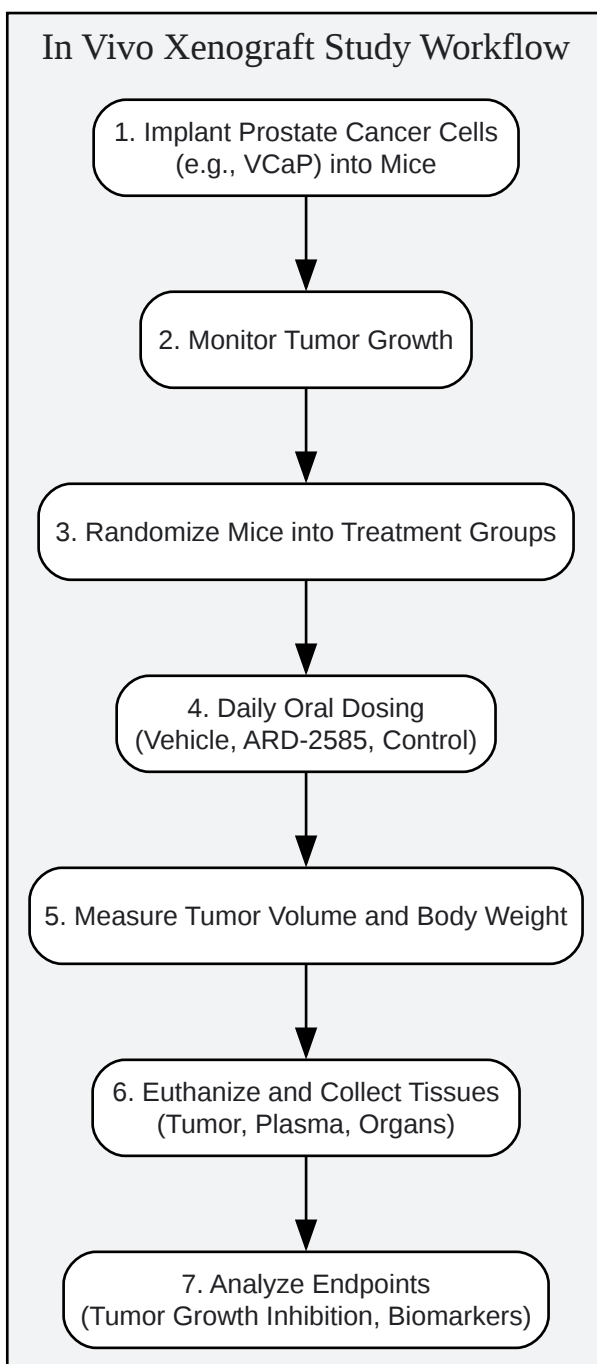 In Vivo Xenograft Study Workflow
1. Implant Prostate Cancer Cells
(e.g., VCaP) into Mice
2. Monitor Tumor Growth
3. Randomize Mice into Treatment Groups
4. Daily Oral Dosing
(Vehicle, ARD-2585, Control)
5. Measure Tumor Volume and Body Weight
6. Euthanize and Collect Tissues
(Tumor, Plasma, Organs)
7. Analyze Endpoints
(Tumor Growth Inhibition, Biomarkers)